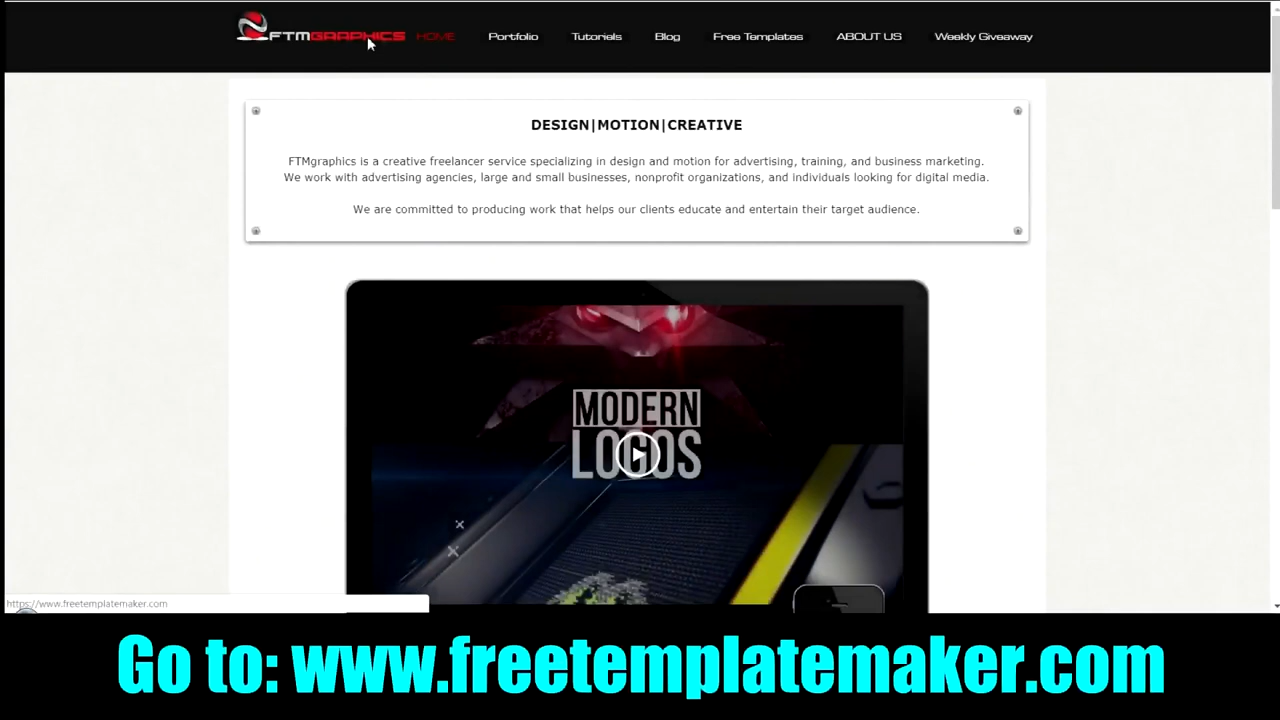 FTMGRAPHICS HOME Portfolio Tutoriels Blog Free Templates ABOUT US Weekly Giveaway
DESIGN|MOTION|CREATIVE
FTMgraphics is a creative freelancer service specializing in design and motion for advertising, training, and business marketing.
We work with advertising agencies, large and small businesses, nonprofit organizations, and individuals looking for digital media.
We are committed to producing work that helps our clients educate and entertain their target audience.
MODERN
LOGOS
https://www.freetemplatemaker.com
Go to: www.freetemplatemaker.com